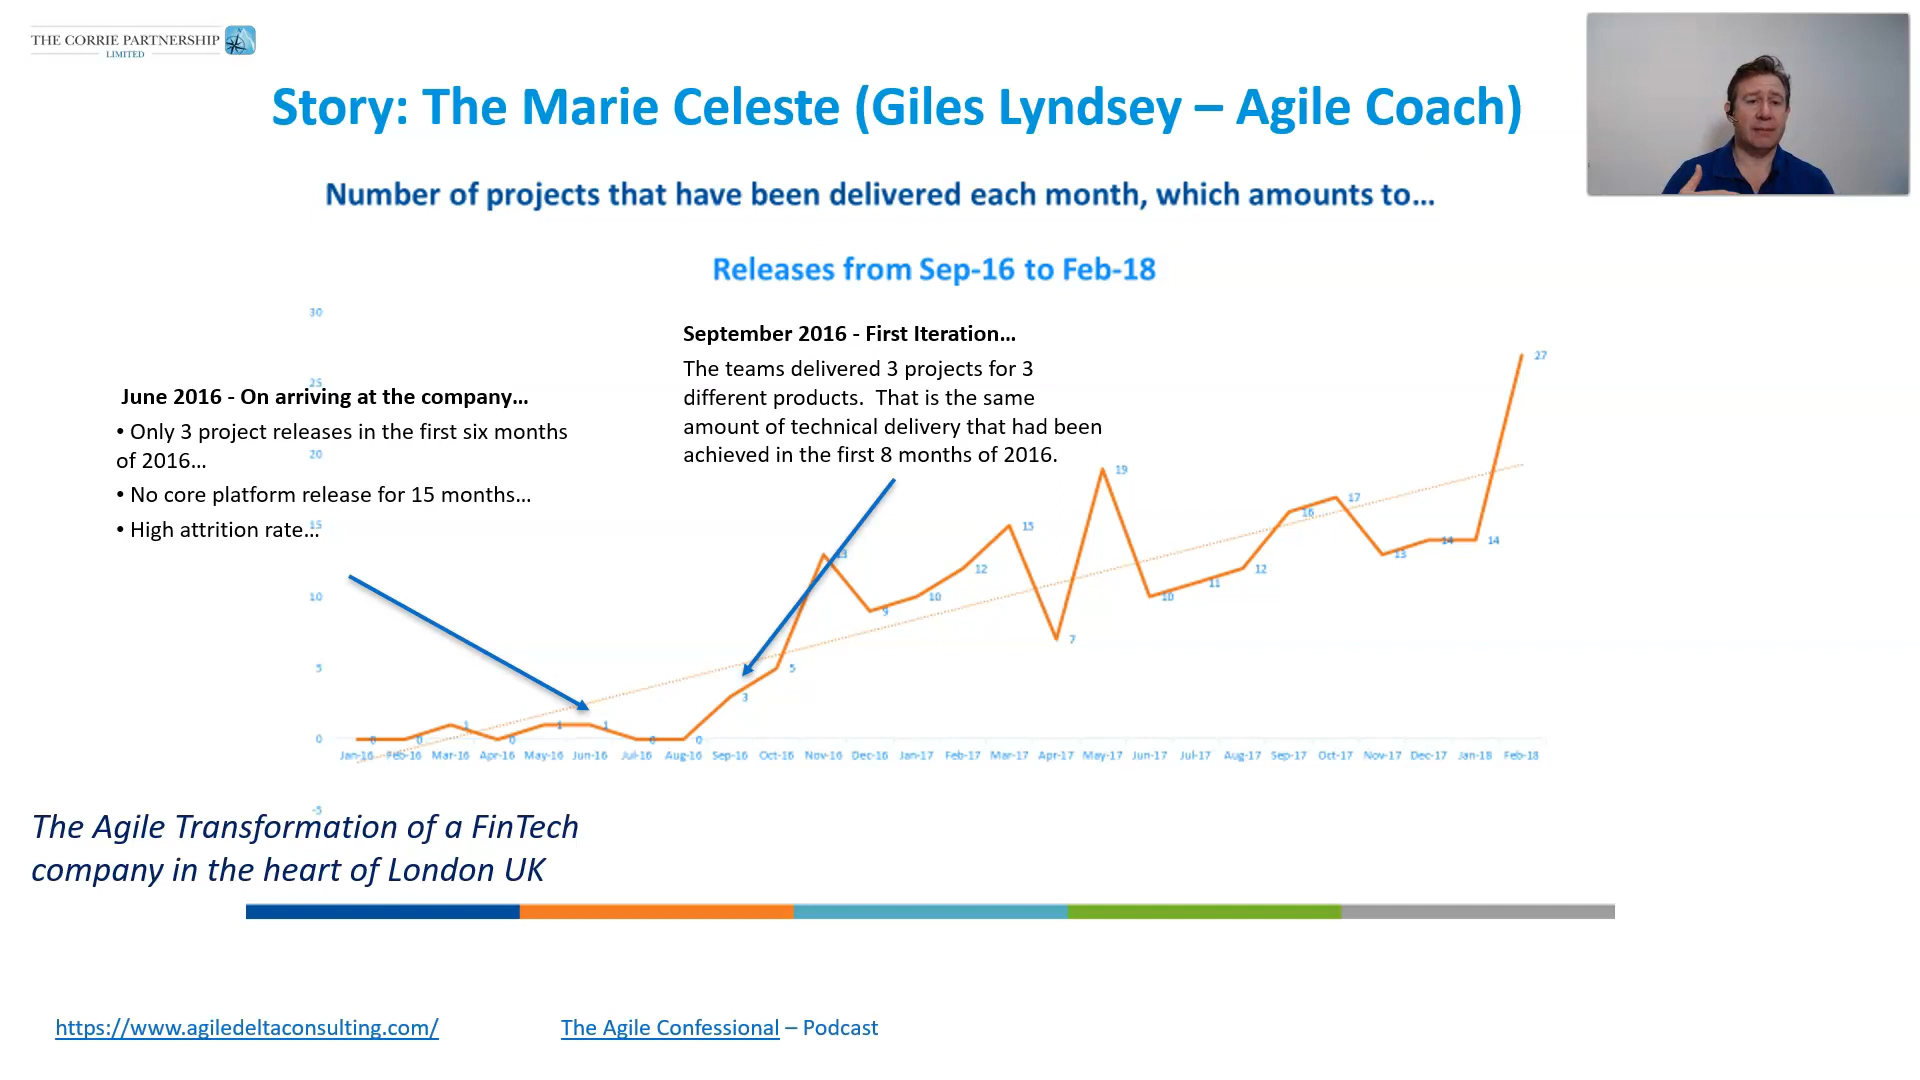 THE CORRIE PARTNERSHIP
LIMITED
Story: The Marie Celeste (Giles Lyndsey – Agile Coach)
Number of projects that have been delivered each month, which amounts to...
Releases from Sep-16 to Feb-18
June 2016 - On arriving at the company...
• Only 3 project releases in the first six months
of 2016...
• No core platform release for 15 months...
• High attrition rate...
September 2016 - First Iteration...
The teams delivered 3 projects for 3
different products.  That is the same
amount of technical delivery that had been
achieved in the first 8 months of 2016.
30
25
20
15
10
5
0
-5
0 0 1 0 1 1 0 0 3 5 13 9 10 12 15 7 19 10 11 12 16 17 13 14 14 27
Jan-16 Feb-16 Mar-16 Apr-16 May-16 Jun-16 Jul-16 Aug-16 Sep-16 Oct-16 Nov-16 Dec-16 Jan-17 Feb-17 Mar-17 Apr-17 May-17 Jun-17 Jul-17 Aug-17 Sep-17 Oct-17 Nov-17 Dec-17 Jan-18 Feb-18
The Agile Transformation of a FinTech
company in the heart of London UK
https://www.agiledeltaconsulting.com/
The Agile Confessional – Podcast